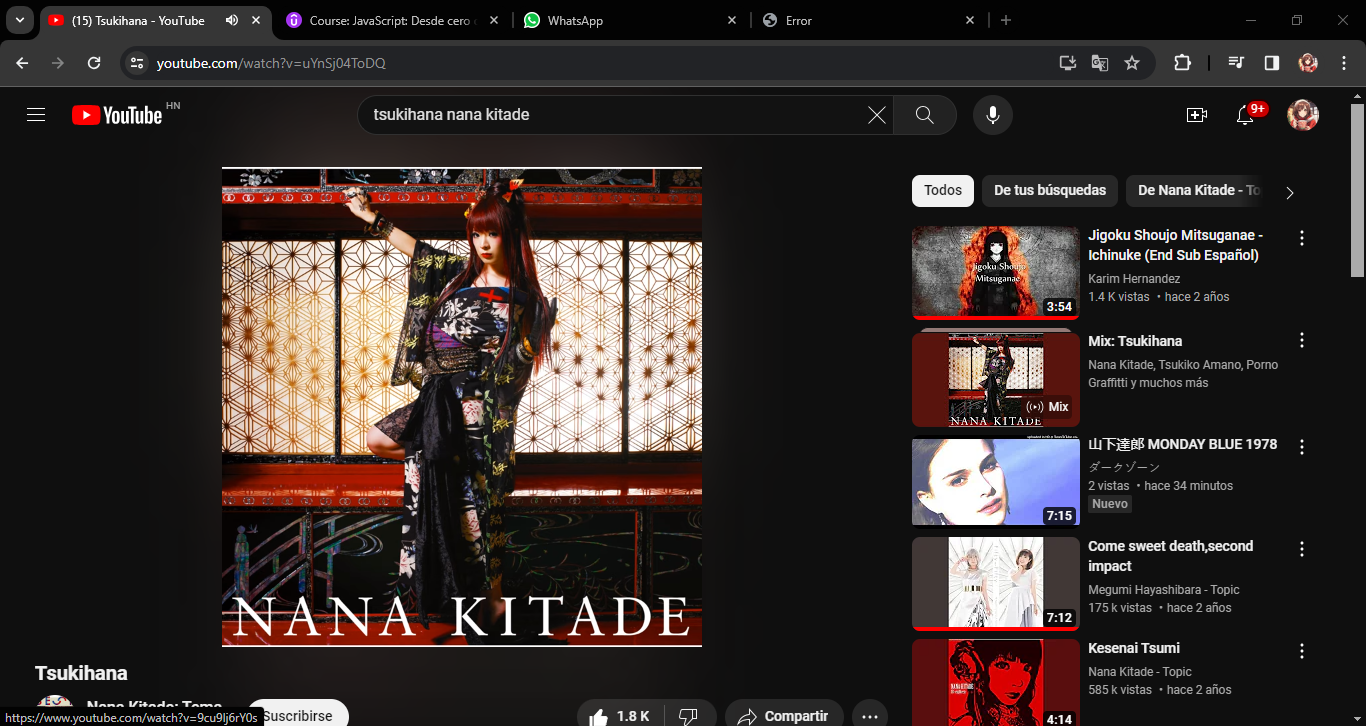 (15) Tsukihana - YouTube
Course: JavaScript: Desde cero
WhatsApp
Error
youtube.com/watch?v=uYnSj04ToDQ
YouTube HN
tsukihana nana kitade
9+
Todos
De tus búsquedas
De Nana Kitade - To
Jigoku Shoujo
Mitsuganae
3:54
Jigoku Shoujo Mitsuganae -
Ichinuke (End Sub Español)
Karim Hernandez
1.4 K vistas • hace 2 años
NANA KITADE
Mix
Mix: Tsukihana
Nana Kitade, Tsukiko Amano, Porno
Graffitti y muchos más
7:15
山下達郎 MONDAY BLUE 1978
ダークゾーン
2 vistas • hace 34 minutos
Nuevo
7:12
Come sweet death,second
impact
Megumi Hayashibara - Topic
175 k vistas • hace 2 años
4:14
Kesenai Tsumi
Nana Kitade - Topic
585 k vistas • hace 2 años
NANA KITADE
Tsukihana
Nana Kitade: Tema
Suscribirse
1.8 K
Compartir
https://www.youtube.com/watch?v=9cu9Ij6rY0s